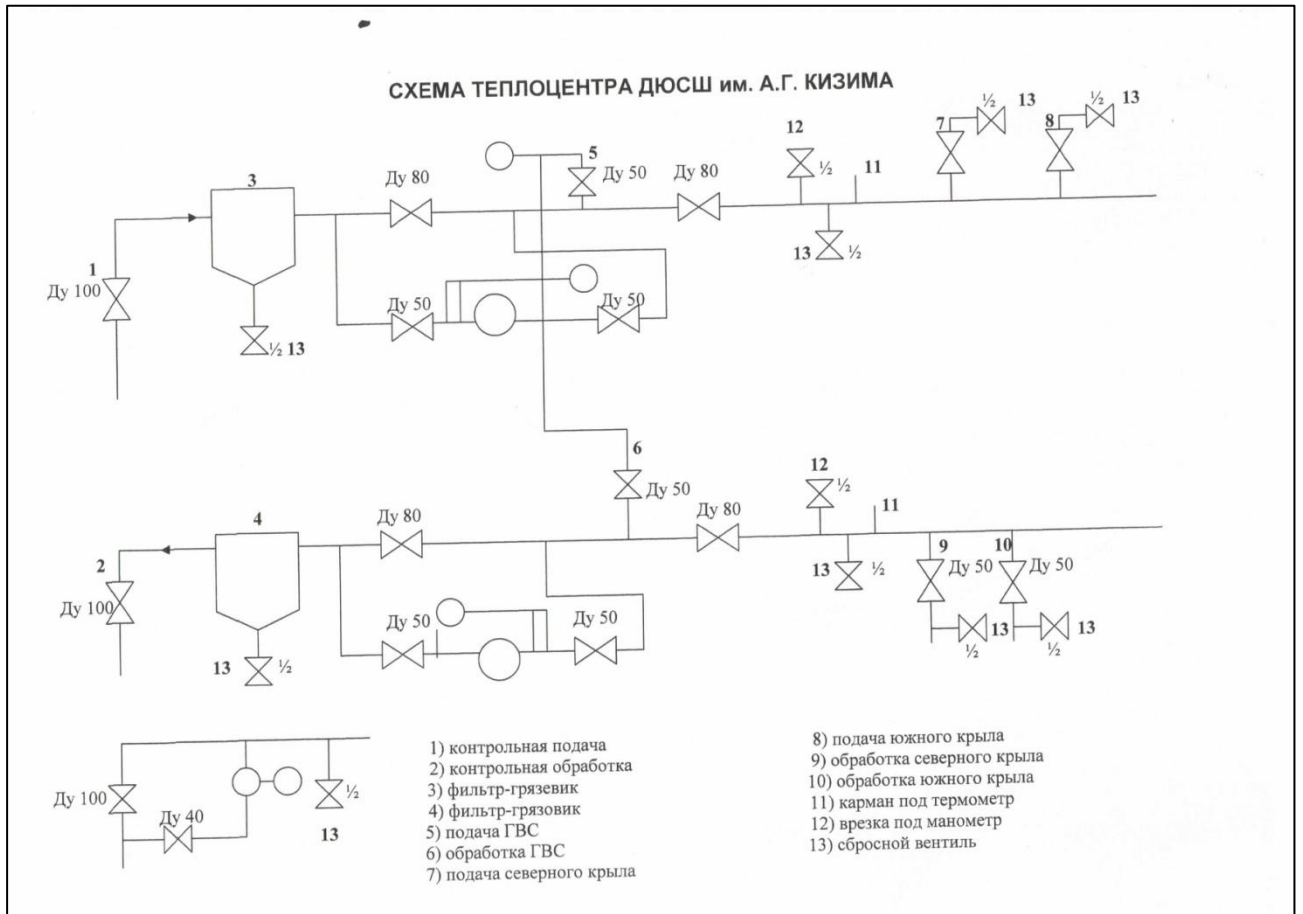 СХЕМА ТЕПЛОЦЕНТРА ДЮСШ им. А.Г. КИЗИМА
½ 13
½ 13
7
8
12
5
Ду 80
Ду 50
Ду 80
½
11
3
13 ½
1
Ду 100
Ду 50
Ду 50
½ 13
6
Ду 50
12
½
11
4
Ду 80
Ду 80
2
Ду 100
13 ½
9
Ду 50
10
Ду 50
Ду 50
Ду 50
13
½
13
½
13 ½
Ду 100
Ду 40
½
13
1) контрольная подача
2) контрольная обработка
3) фильтр-грязевик
4) фильтр-грязовик
5) подача ГВС
6) обработка ГВС
7) подача северного крыла
8) подача южного крыла
9) обработка северного крыла
10) обработка южного крыла
11) карман под термометр
12) врезка под манометр
13) сбросной вентиль